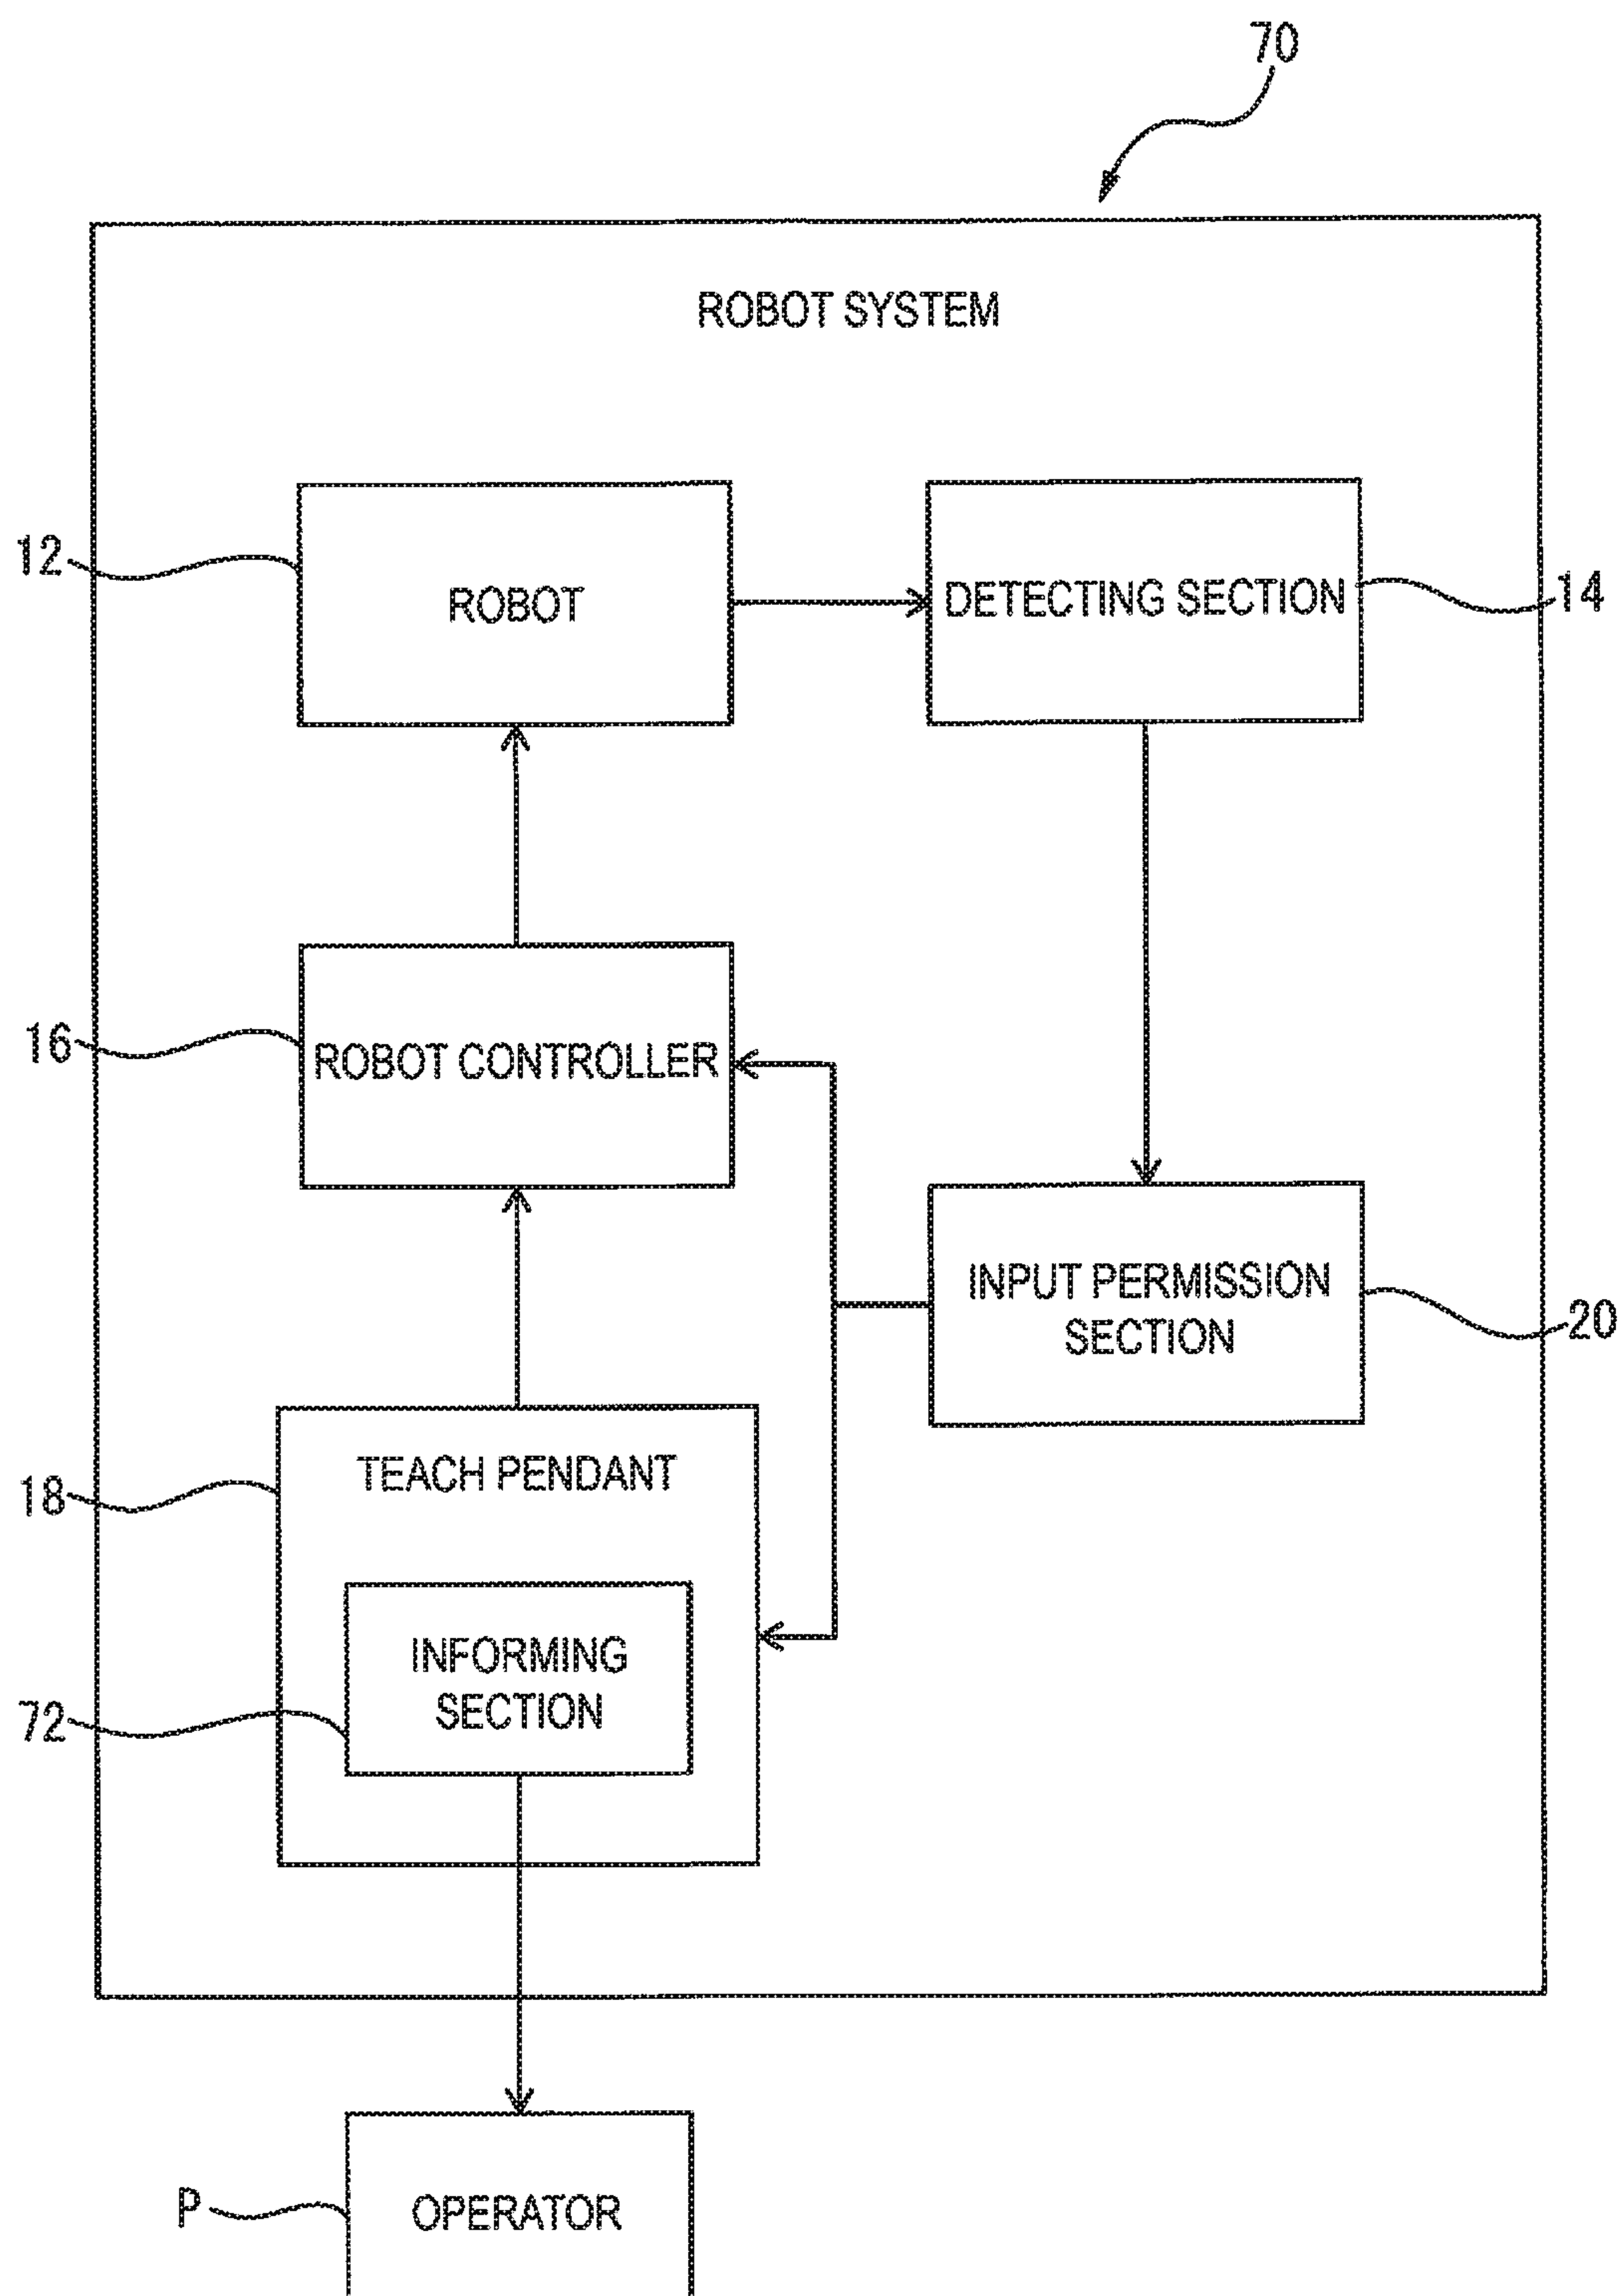 70
ROBOT SYSTEM
12
ROBOT
DETECTING SECTION
14
16
ROBOT CONTROLLER
INPUT PERMISSION
SECTION
20
18
TEACH PENDANT
INFORMING
SECTION
72
P
OPERATOR